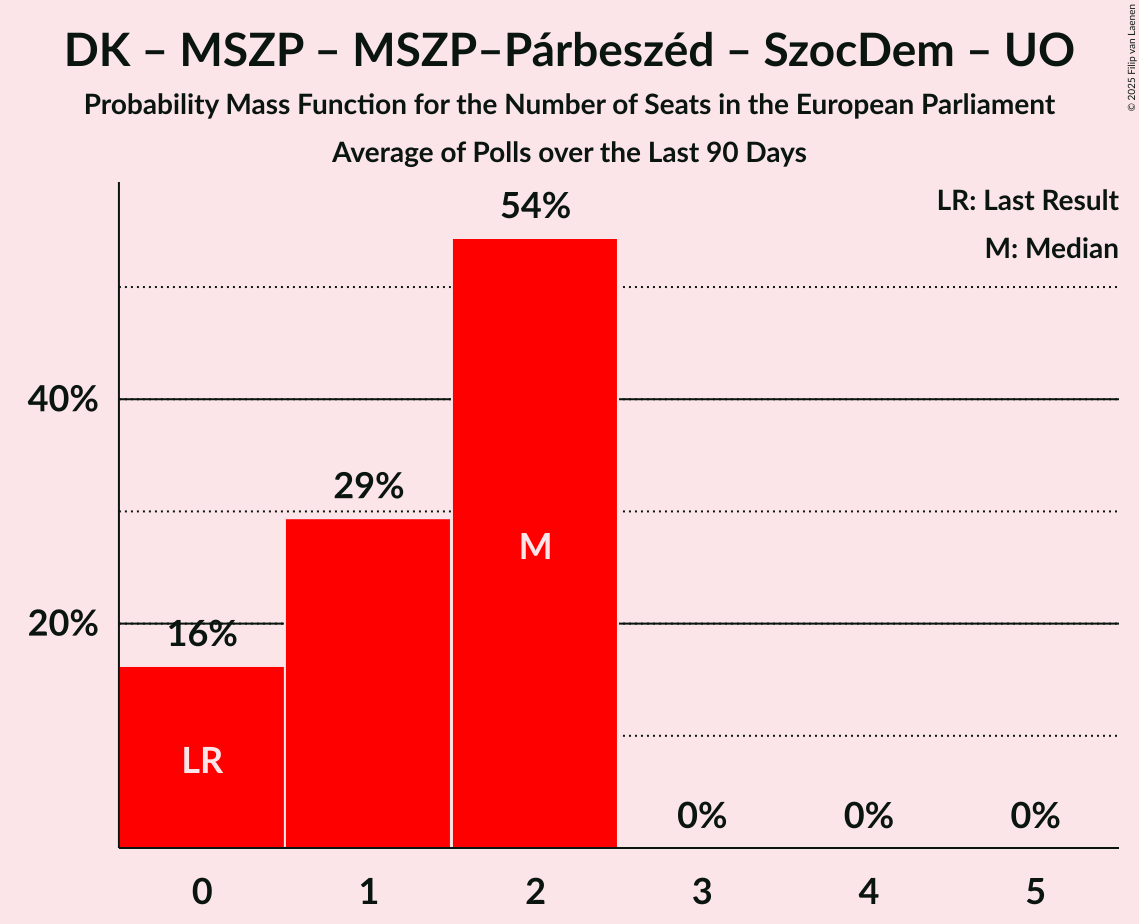 DK – MSZP – MSZP–Párbeszéd – SzocDem – UO
Probability Mass Function for the Number of Seats in the European Parliament
Average of Polls over the Last 90 Days
© 2025 Filip van Laenen
LR: Last Result
M: Median
54%
40%
29%
M
20%
16%
LR
0%
0%
0%
0
1
2
3
4
5